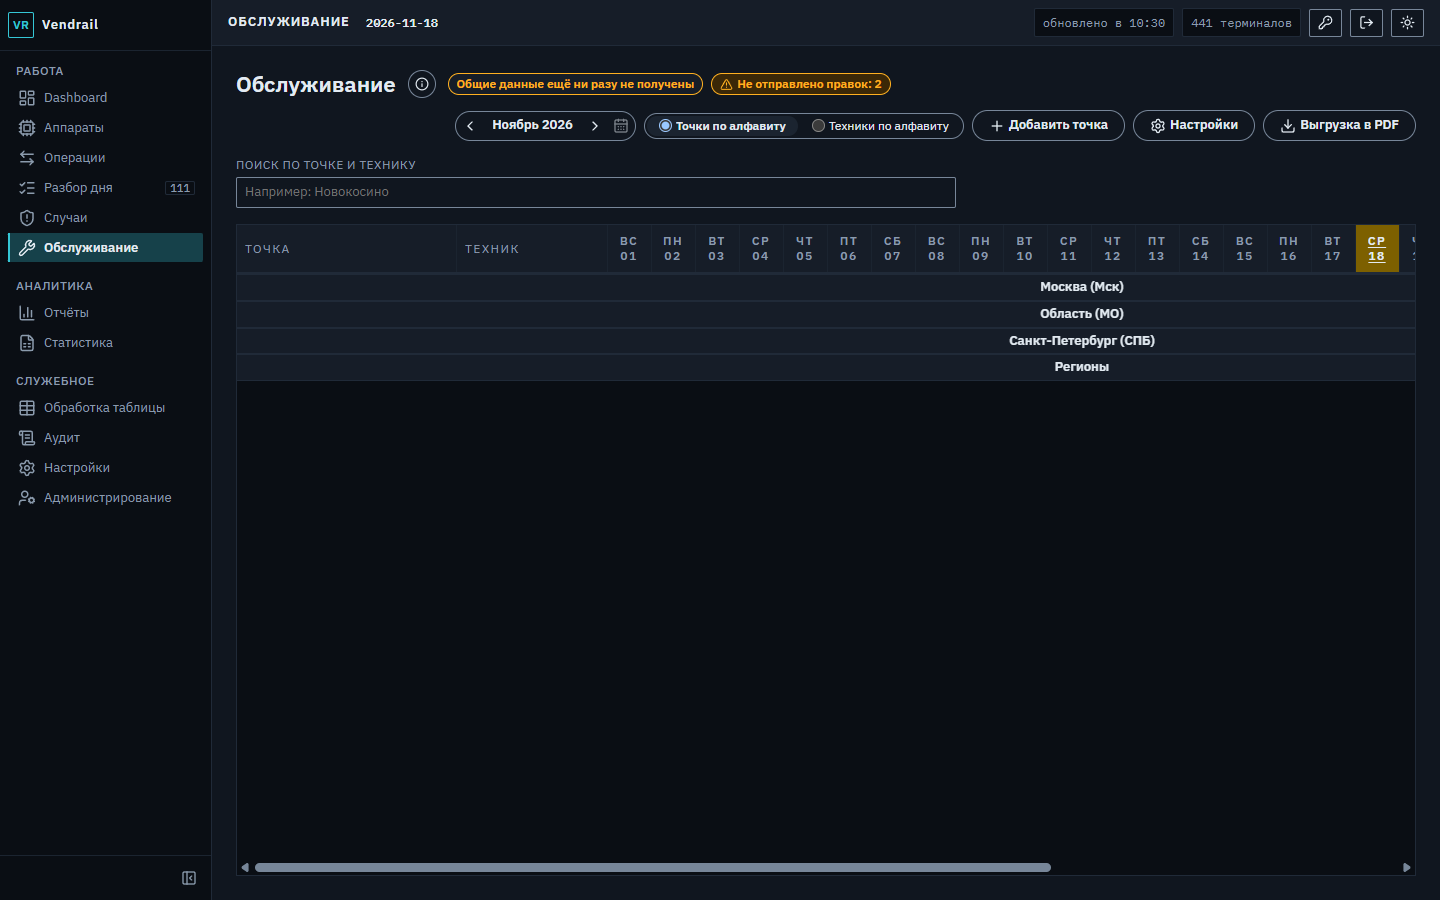 VR Vendrail
РАБОТА
Dashboard
Аппараты
Операции
Разбор дня 111
Случаи
Обслуживание
АНАЛИТИКА
Отчёты
Статистика
СЛУЖЕБНОЕ
Обработка таблицы
Аудит
Настройки
Администрирование
ОБСЛУЖИВАНИЕ 2026-11-18
обновлено в 10:30 441 терминалов
Обслуживание Общие данные ещё ни разу не получены Не отправлено правок: 2
Ноябрь 2026 Точки по алфавиту Техники по алфавиту Добавить точка Настройки Выгрузка в PDF
ПОИСК ПО ТОЧКЕ И ТЕХНИКУ
Например: Новокосино
ТОЧКА ТЕХНИК ВС 01 ПН 02 ВТ 03 СР 04 ЧТ 05 ПТ 06 СБ 07 ВС 08 ПН 09 ВТ 10 СР 11 ЧТ 12 ПТ 13 СБ 14 ВС 15 ПН 16 ВТ 17 СР 18
Москва (Мск)
Область (МО)
Санкт-Петербург (СПБ)
Регионы